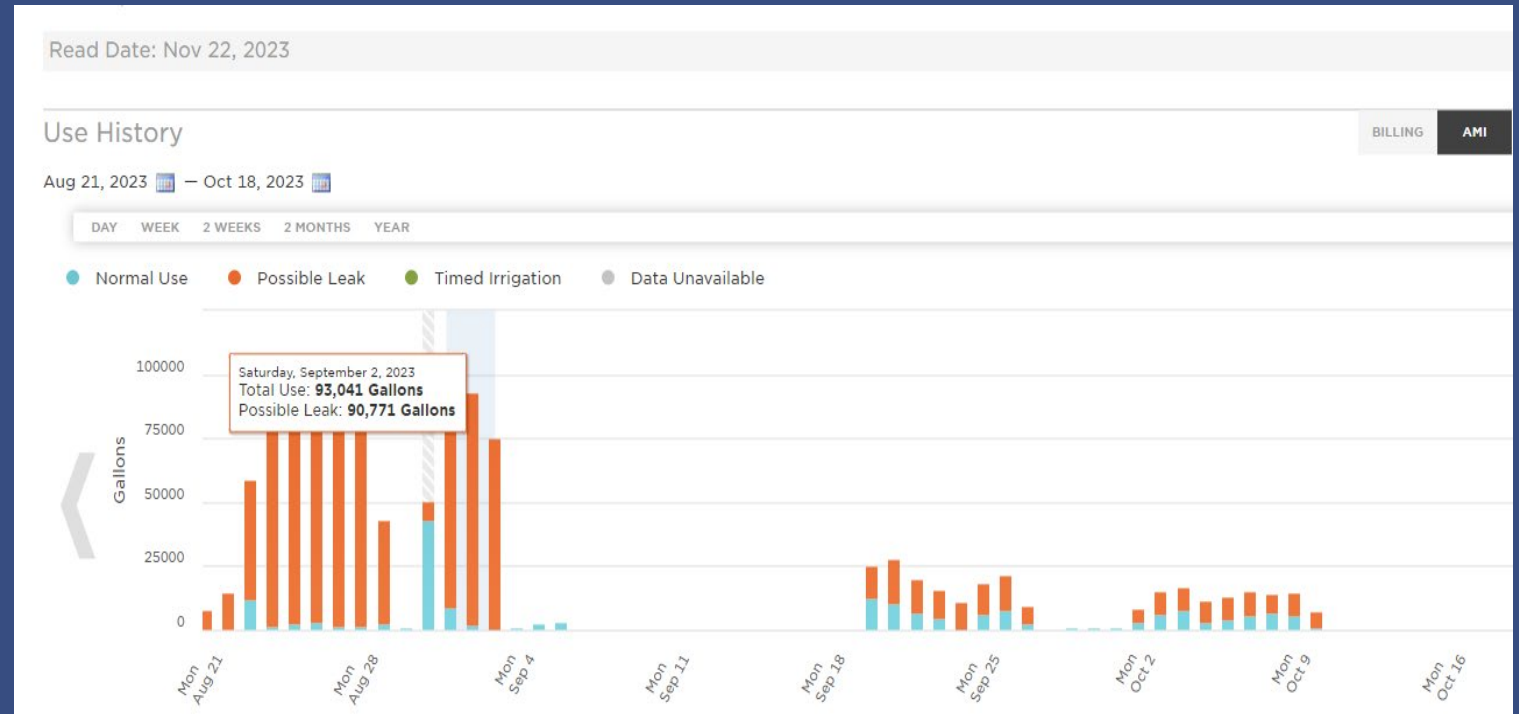 Read Date: Nov 22, 2023
Use History
BILLING AMI
Aug 21, 2023 — Oct 18, 2023
DAY WEEK 2 WEEKS 2 MONTHS YEAR
Normal Use Possible Leak Timed Irrigation Data Unavailable
Saturday, September 2, 2023
Total Use: 93,041 Gallons
Possible Leak: 90,771 Gallons
Gallons
100000
75000
50000
25000
0
Mon Aug 21
Mon Aug 28
Mon Sep 4
Mon Sep 11
Mon Sep 18
Mon Sep 25
Mon Oct 2
Mon Oct 9
Mon Oct 16